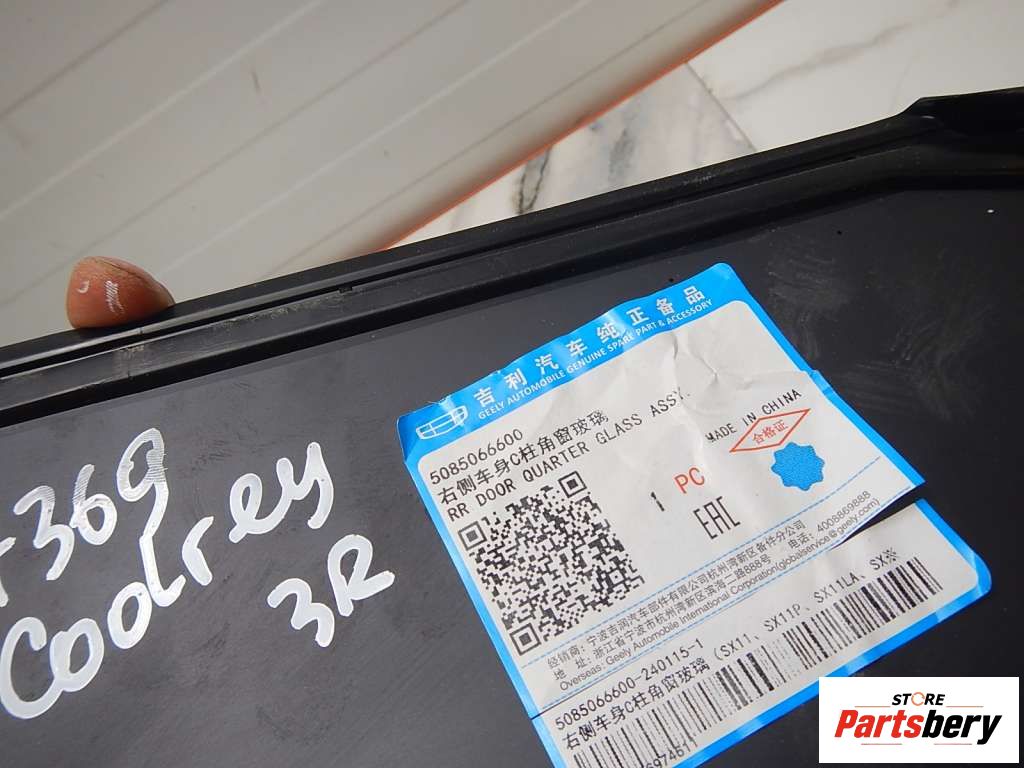 369
Coolrey
3R
吉利汽车纯正备品
GEELY AUTOMOBILE GENUINE SPARE PART & ACCESSORY
5085066600
右侧车身C柱角窗玻璃
RR DOOR QUARTER GLASS ASSY.
1 PC
MADE IN CHINA
合格证
EAC
经销商：宁波吉润汽车部件有限公司杭州湾新区备件分公司
地 址：浙江省宁波市杭州湾新区滨海二路888号 电话：4008869888
Overseas: Geely Automobile International Corporation(globalservice@geely.com)
5085066600-240115-1
右侧车身C柱角窗玻璃 (SX11、SX11P、SX11LA、SX※
697461
STORE
Partsbery